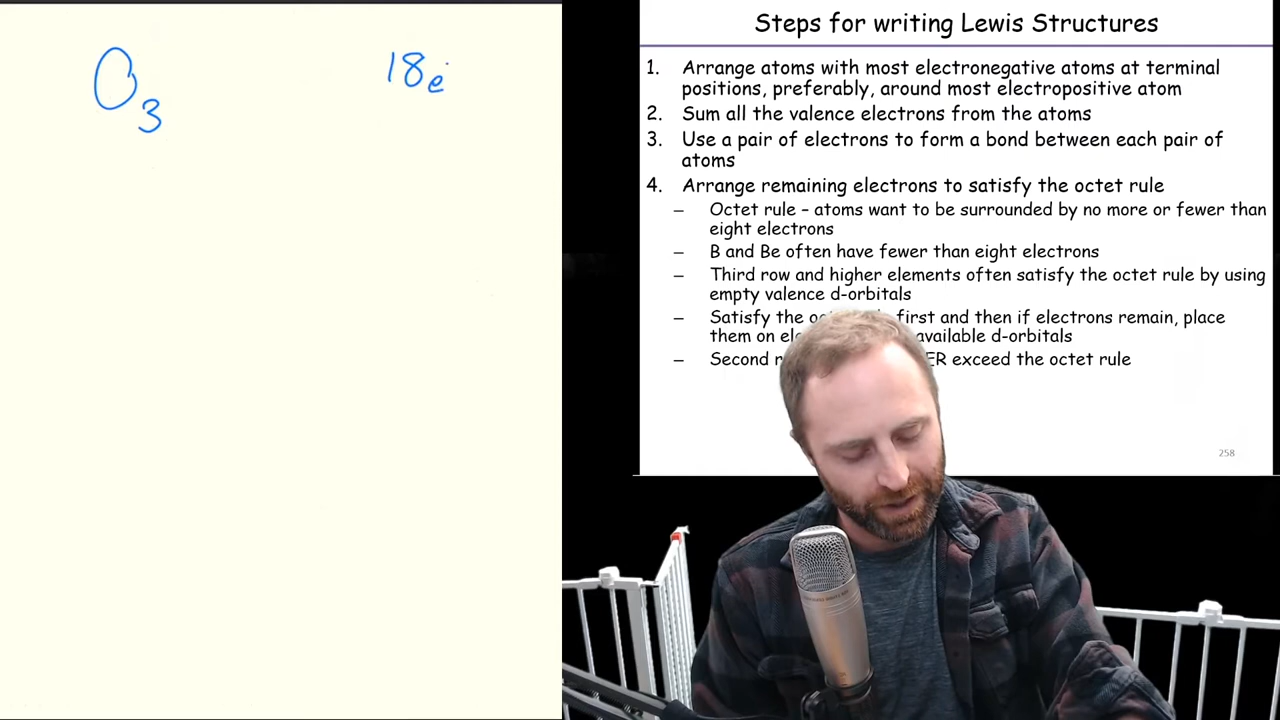 O3
18e-
Steps for writing Lewis Structures
1. Arrange atoms with most electronegative atoms at terminal
positions, preferably, around most electropositive atom
2. Sum all the valence electrons from the atoms
3. Use a pair of electrons to form a bond between each pair of
atoms
4. Arrange remaining electrons to satisfy the octet rule
– Octet rule – atoms want to be surrounded by no more or fewer than
eight electrons
– B and Be often have fewer than eight electrons
– Third row and higher elements often satisfy the octet rule by using
empty valence d-orbitals
– Satisfy the first and then if electrons remain, place
them on available d-orbitals
– Second exceed the octet rule
258